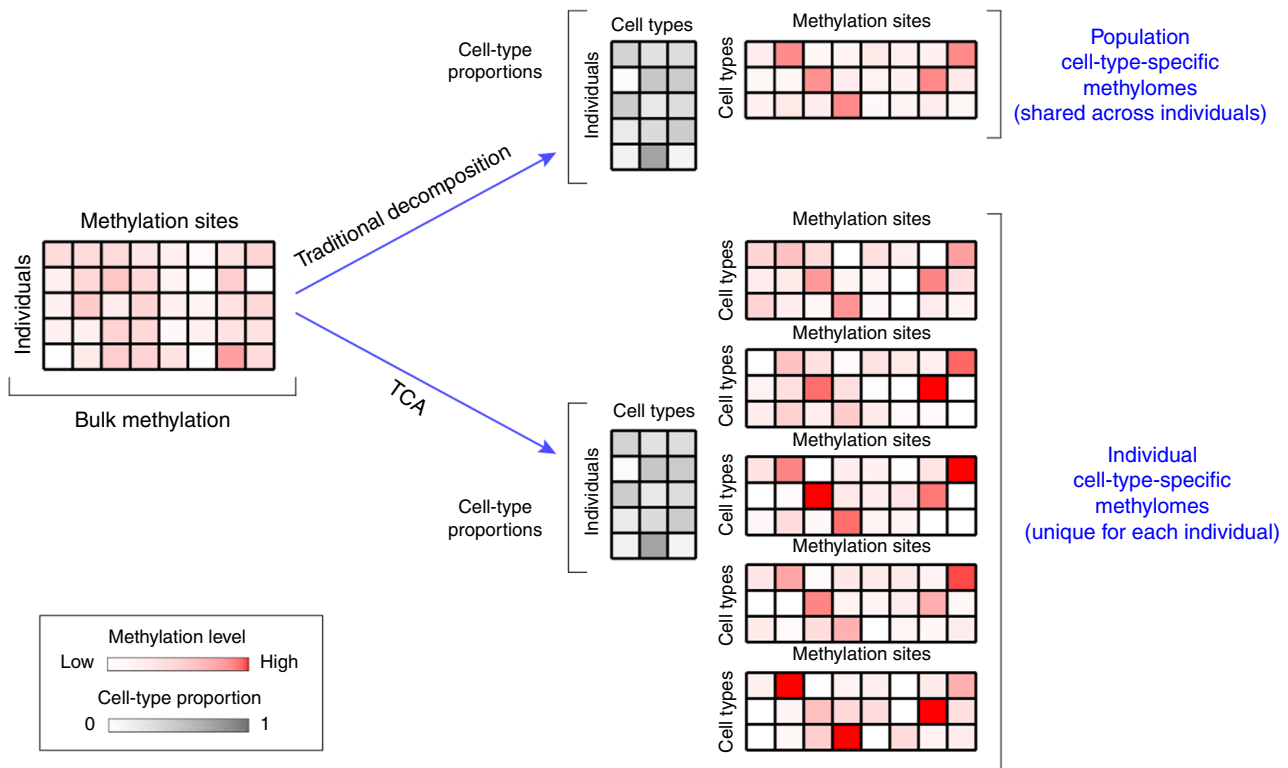 Cell types
Methylation sites
Cell-type
proportions
Individuals
Cell types
Population
cell-type-specific
methylomes
(shared across individuals)
Traditional decomposition
Methylation sites
Individuals
Bulk methylation
TCA
Cell types
Cell-type
proportions
Individuals
Methylation sites
Cell types
Methylation sites
Cell types
Methylation sites
Cell types
Methylation sites
Cell types
Methylation sites
Cell types
Individual
cell-type-specific
methylomes
(unique for each individual)
Methylation level
Low High
Cell-type proportion
0 1